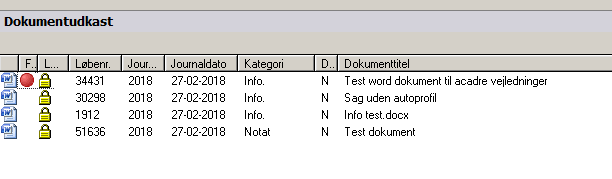 Dokumentudkast
F.. L... Løbenr. Jour... Journaldato Kategori D.. Dokumenttitel
34431 2018 27-02-2018 Info. N Test word dokument til acadre vejledninger
30298 2018 27-02-2018 Info. N Sag uden autoprofil
1912 2018 27-02-2018 Info. N Info test.docx
51636 2018 27-02-2018 Notat N Test dokument